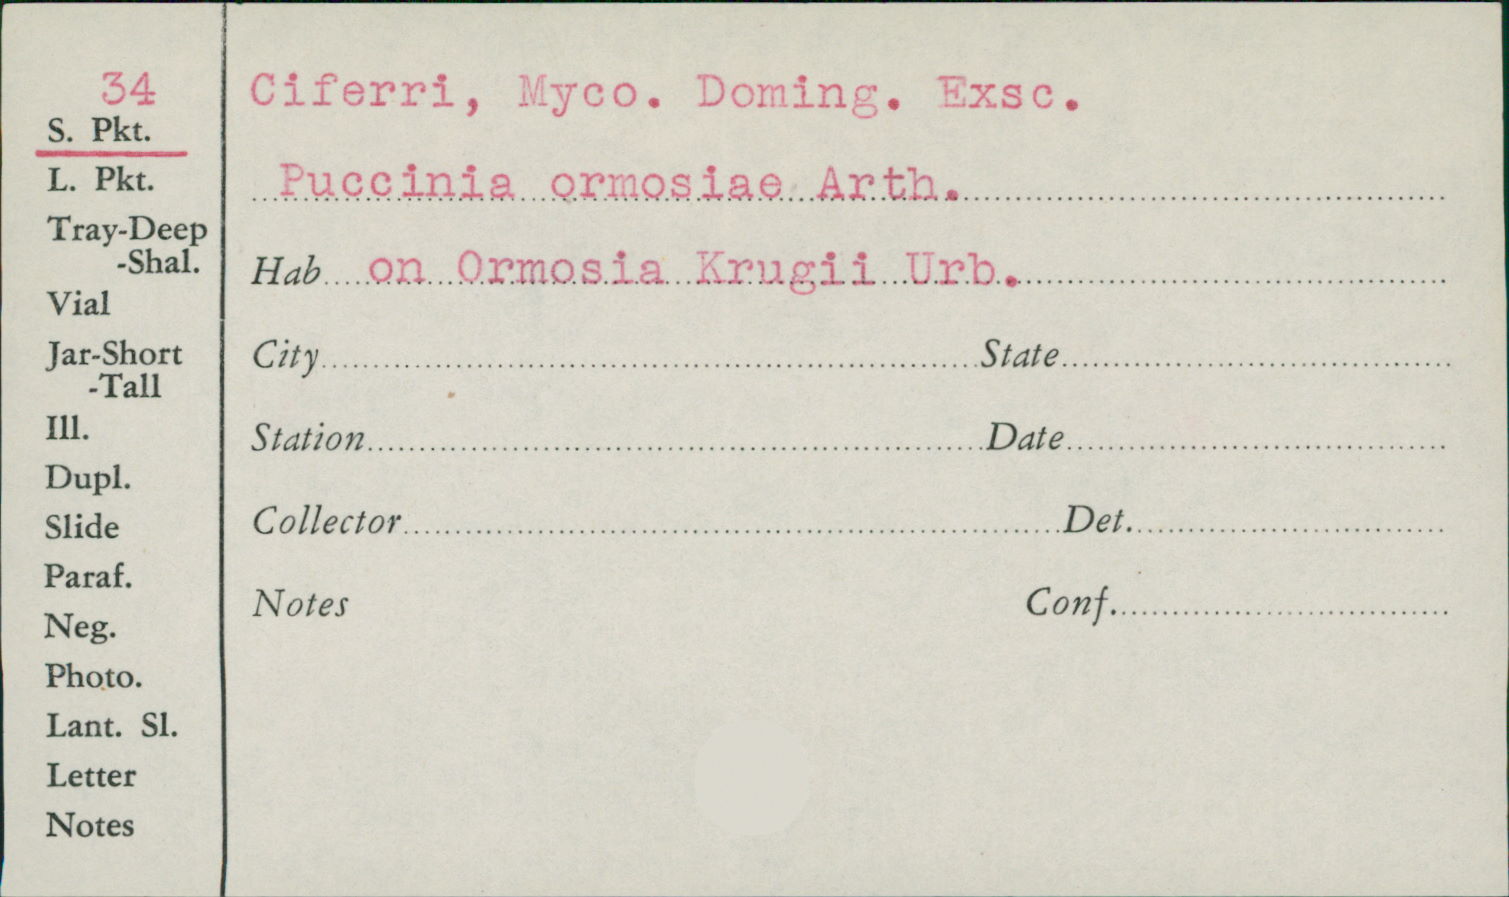 34
S. Pkt.
L. Pkt.
Tray-Deep
-Shal.
Vial
Jar-Short
-Tall
Ill.
Dupl.
Slide
Paraf.
Neg.
Photo.
Lant. Sl.
Letter
Notes
Ciferri, Myco. Doming. Exsc.
Puccinia ormosiae Arth.
Hab on Ormosia Krugii Urb.
City State
Station Date
Collector Det.
Notes Conf.